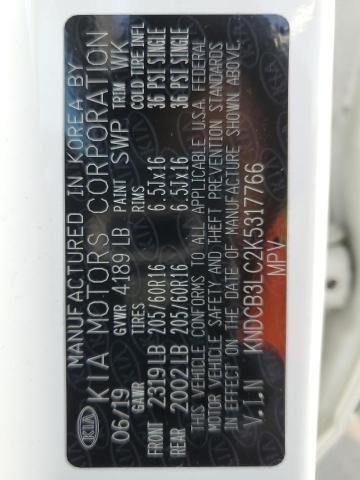 MANUFACTURED IN KOREA BY
KIA KIA MOTORS CORPORATION
06/19 GVWR 4189 LB PAINT SWP TRIM WK
GAWR TIRES RIMS COLD TIRE INFL
FRONT 2319 LB 205/60R16 6.5Jx16 36 PSI SINGLE
REAR 2002 LB 205/60R16 6.5Jx16 36 PSI SINGLE
THIS VEHICLE CONFORMS TO ALL APPLICABLE U.S.A. FEDERAL
MOTOR VEHICLE SAFETY AND THEFT PREVENTION STANDARDS
IN EFFECT ON THE DATE OF MANUFACTURE SHOWN ABOVE.
V.I.N KNDCB3LC2K5317766
MPV